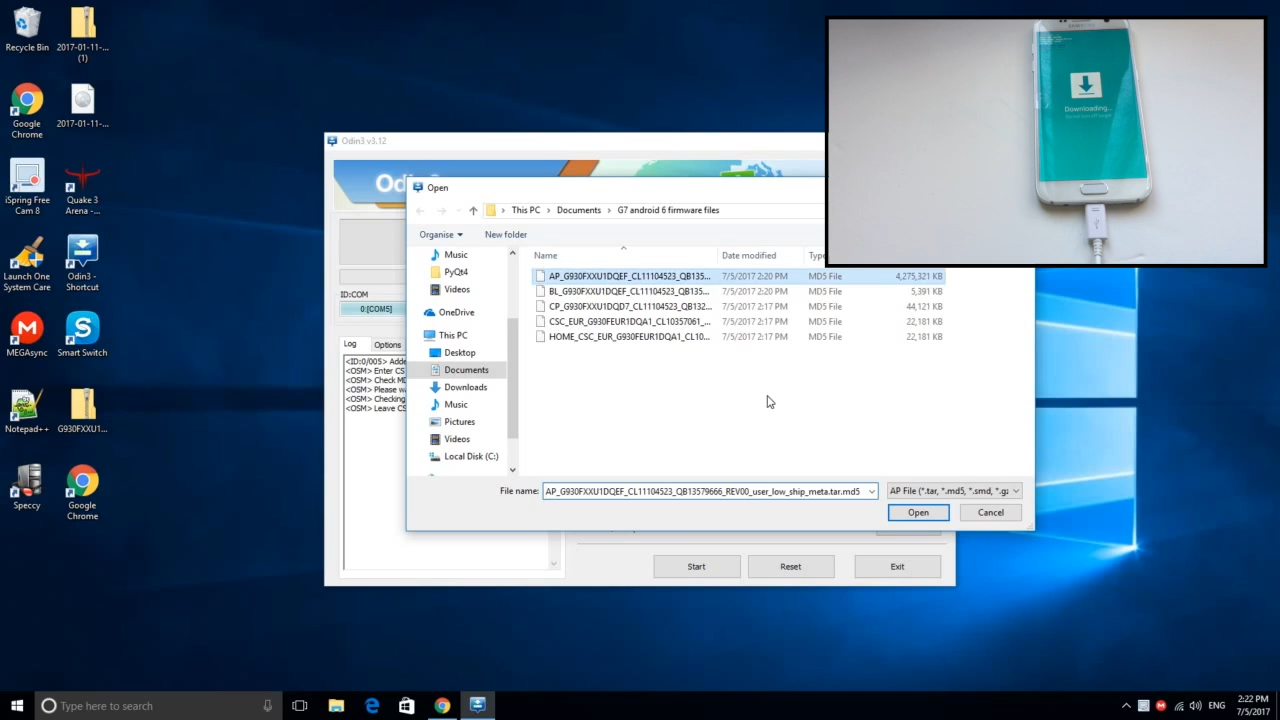 Recycle Bin
2017-01-11-...
(1)
Google
Chrome
2017-01-11-...
iSpring Free
Cam 8
Quake 3
Arena -...
Launch One
System Care
Odin3 -
Shortcut
MEGAsync
Smart Switch
Notepad++
G930FXXU1...
Speccy
Google
Chrome
Odin3 v3.12
Od
ID:COM
0:[COM5]
Log
Options
<ID:0/005> Adde
<OSM> Enter CS
<OSM> Check MD
<OSM> Please wa
<OSM> Checking
<OSM> Leave CS
Start
Reset
Exit
Open
This PC > Documents > G7 android 6 firmware files
Organise
New folder
Music
PyQt4
Videos
OneDrive
This PC
Desktop
Documents
Downloads
Music
Pictures
Videos
Local Disk (C:)
Name Date modified Type
AP_G930FXXU1DQEF_CL11104523_QB135... 7/5/2017 2:20 PM MD5 File 4,275,321 KB
BL_G930FXXU1DQEF_CL11104523_QB135... 7/5/2017 2:20 PM MD5 File 5,391 KB
CP_G930FXXU1DQD7_CL11104523_QB132... 7/5/2017 2:17 PM MD5 File 44,121 KB
CSC_EUR_G930FEUR1DQA1_CL10357061_... 7/5/2017 2:17 PM MD5 File 22,181 KB
HOME_CSC_EUR_G930FEUR1DQA1_CL10... 7/5/2017 2:17 PM MD5 File 22,181 KB
File name: AP_G930FXXU1DQEF_CL11104523_QB13579666_REV00_user_low_ship_meta.tar.md5
AP File (*.tar, *.md5, *.smd, *.gz
Open
Cancel
SAMSUNG
Downloading...
Type here to search
ENG
2:22 PM
7/5/2017